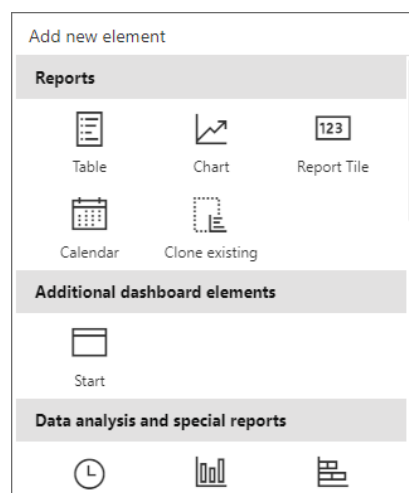 Add new element
Reports
123
Table Chart Report Tile
Calendar Clone existing
Additional dashboard elements
Start
Data analysis and special reports